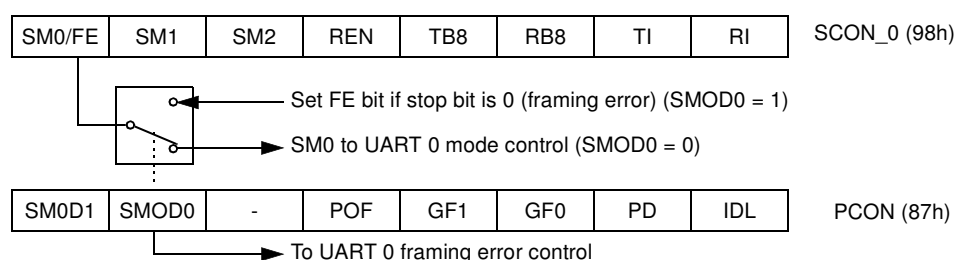 SM0/FE SM1 SM2 REN TB8 RB8 TI RI SCON_0 (98h)
Set FE bit if stop bit is 0 (framing error) (SMOD0 = 1)
SM0 to UART 0 mode control (SMOD0 = 0)
SM0D1 SMOD0 - POF GF1 GF0 PD IDL PCON (87h)
To UART 0 framing error control